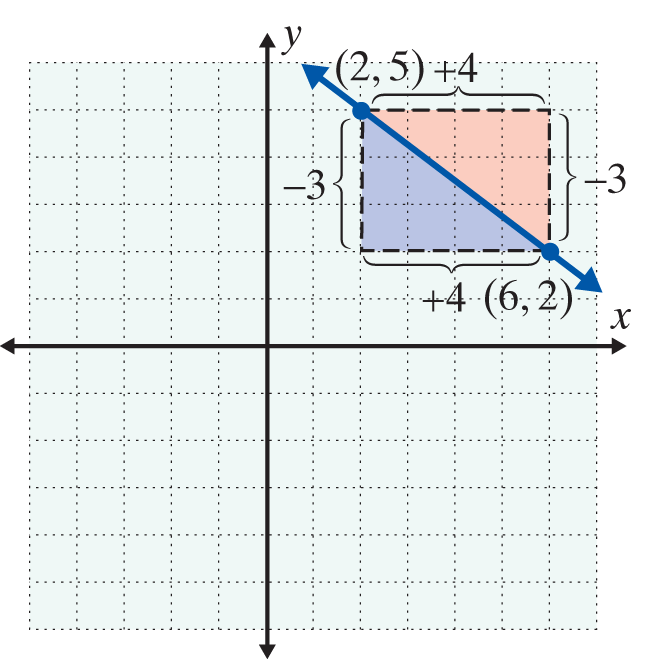 y
(2, 5) +4
−3
−3
+4 (6, 2)
x